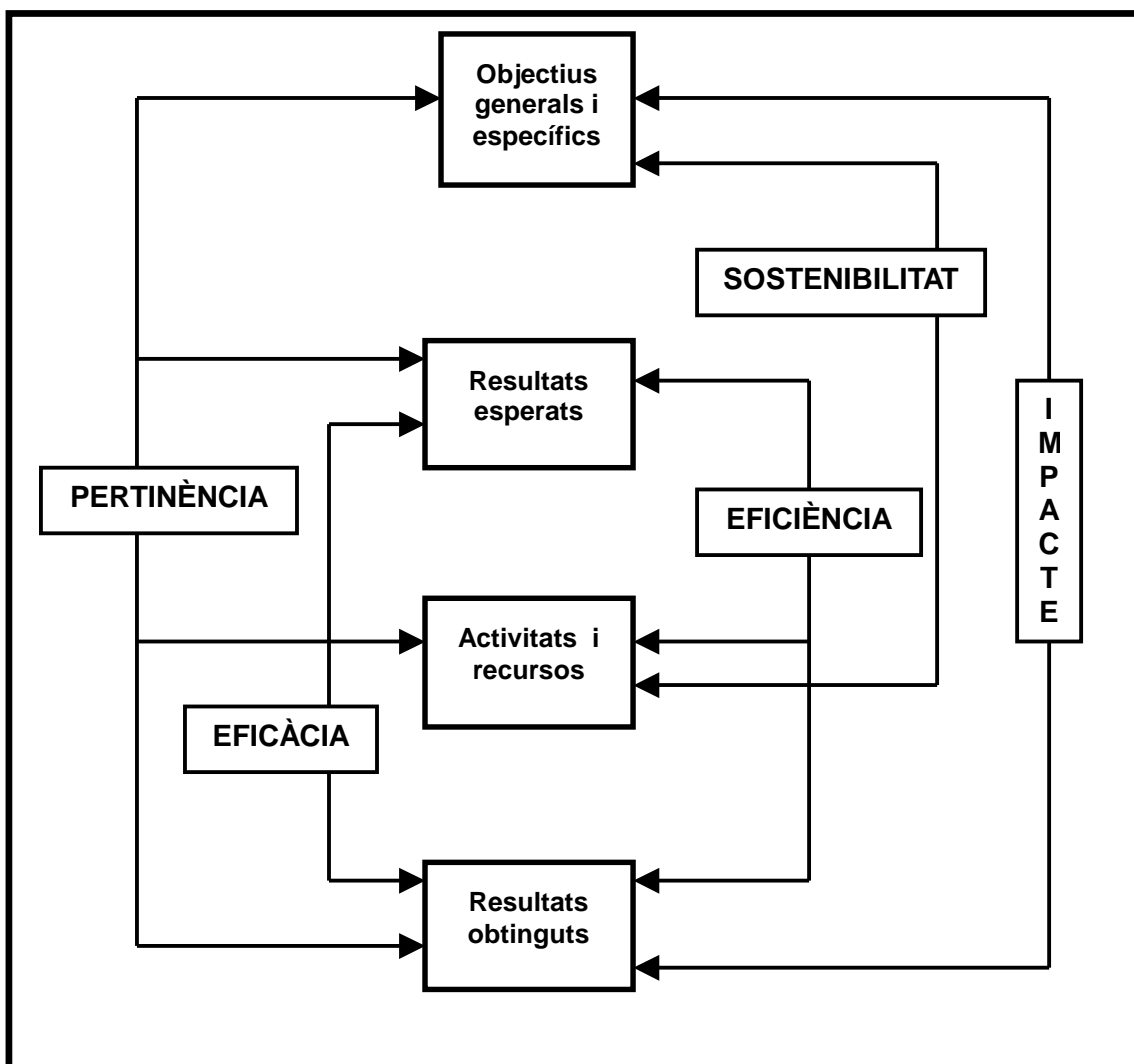 Objectius
generals i
específics
SOSTENIBILITAT
Resultats
esperats
I
M
P
A
C
T
E
PERTINÈNCIA
EFICIÈNCIA
Activitats i
recursos
EFICÀCIA
Resultats
obtinguts